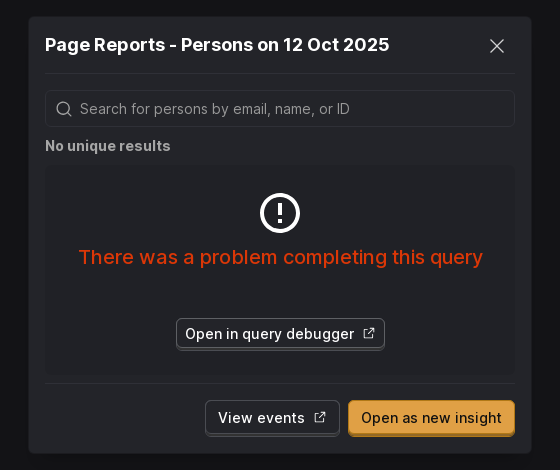 Page Reports - Persons on 12 Oct 2025
Search for persons by email, name, or ID
No unique results
There was a problem completing this query
Open in query debugger
View events
Open as new insight